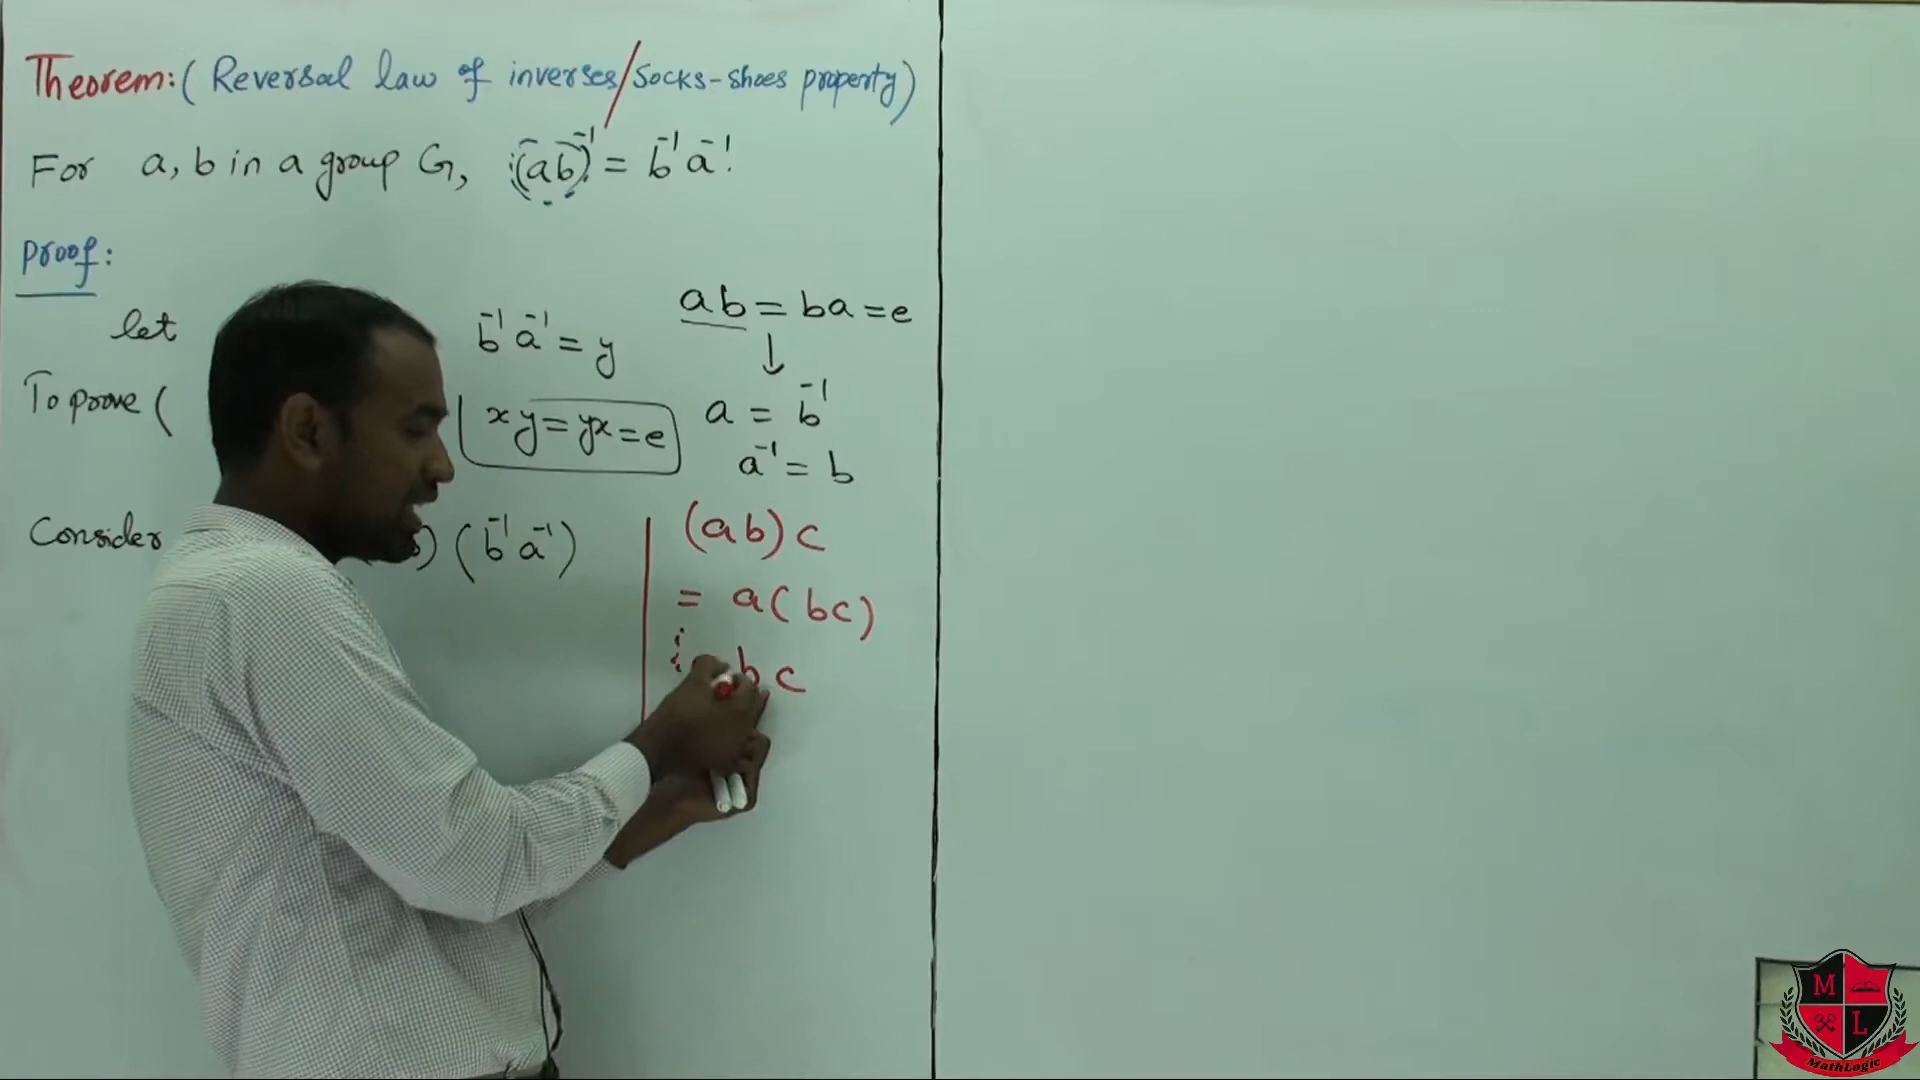 Theorem: (Reversal law of inverses/Socks-shoes property)
For a, b in a group G, (ab)⁻¹ = b⁻¹a⁻¹.
Proof:
let b⁻¹a⁻¹ = y
To prove ( xy = yx = e
Consider ) (b⁻¹a⁻¹)
ab = ba = e
↓
a = b⁻¹
a⁻¹ = b
(ab)c
= a(bc)
bc
M L
MathLogic